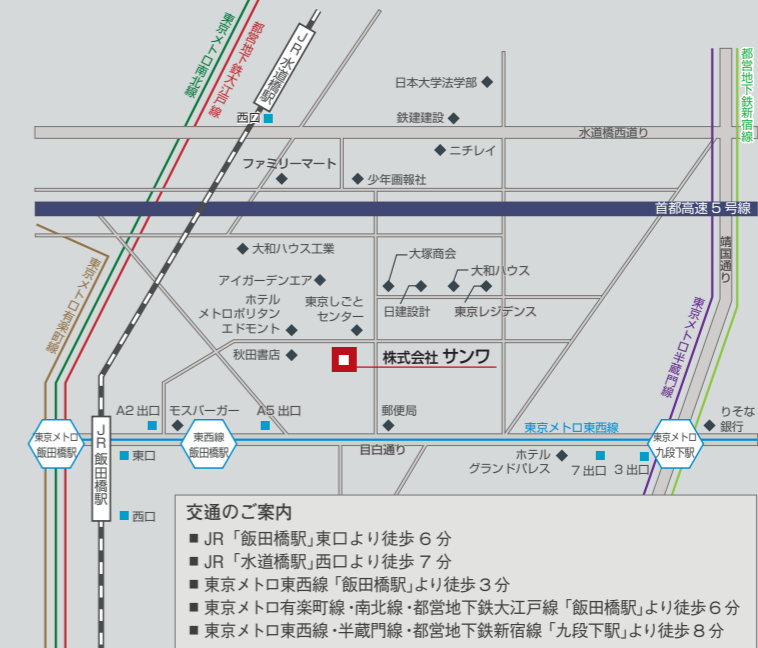 東京メトロ南北線
都営地下鉄大江戸線
JR水道橋駅
西口
日本大学法学部
鉄建建設
水道橋西通り
都営地下鉄新宿線
ニチレイ
ファミリーマート
少年画報社
首都高速5号線
大和ハウス工業
大塚商会
靖国通り
アイガーデンエア
大和ハウス
東京メトロ有楽町線
ホテル
メトロポリタン
エドモント
東京しごと
センター
日建設計
東京レジデンス
東京メトロ半蔵門線
秋田書店
株式会社 サンワ
A2出口
モスバーガー
A5出口
郵便局
東京メトロ東西線
りそな
銀行
東京メトロ
飯田橋駅
JR飯田橋駅
東西線
飯田橋駅
東京メトロ
九段下駅
東口
目白通り
ホテル
グランドパレス
7出口
3出口
西口
交通のご案内
■ JR「飯田橋駅」東口より徒歩6分
■ JR「水道橋駅」西口より徒歩7分
■ 東京メトロ東西線「飯田橋駅」より徒歩3分
■ 東京メトロ有楽町線・南北線・都営地下鉄大江戸線「飯田橋駅」より徒歩6分
■ 東京メトロ東西線・半蔵門線・都営地下鉄新宿線「九段下駅」より徒歩8分